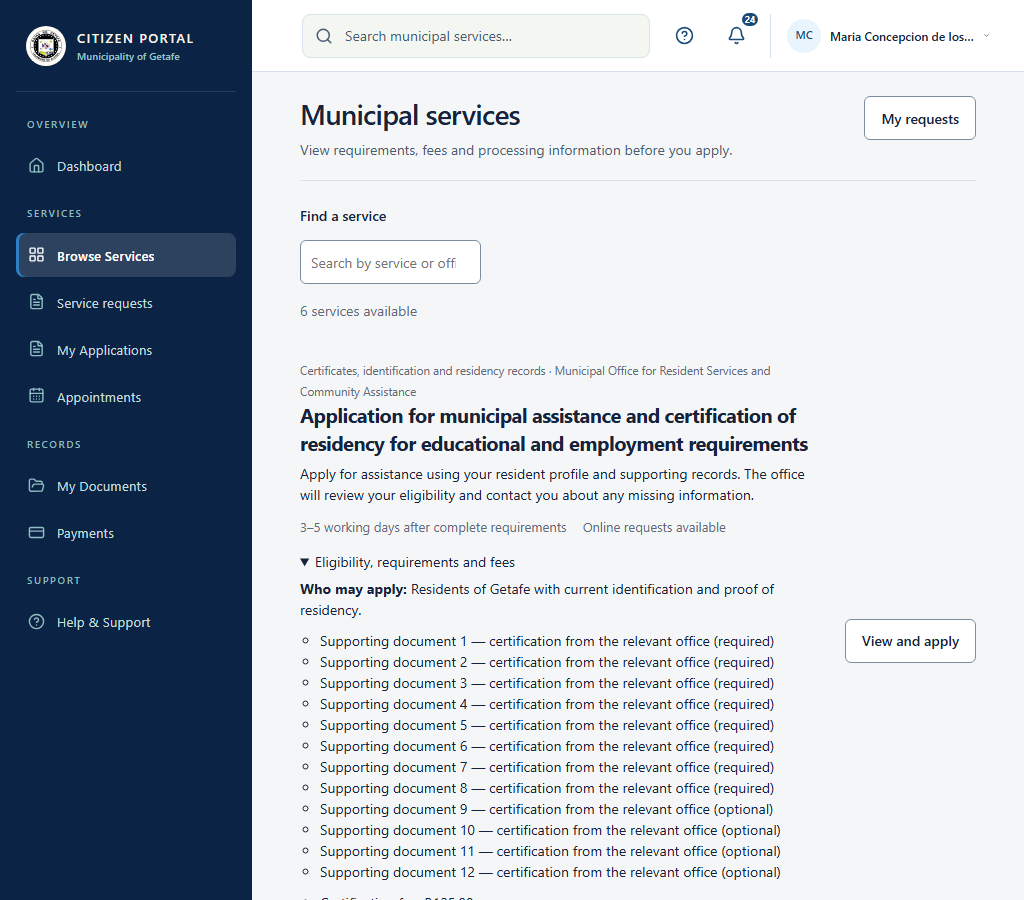 CITIZEN PORTAL
Municipality of Getafe
Search municipal services...
24
MC
Maria Concepcion de los...
OVERVIEW
Dashboard
SERVICES
Browse Services
Service requests
My Applications
Appointments
RECORDS
My Documents
Payments
SUPPORT
Help & Support
Municipal services
My requests
View requirements, fees and processing information before you apply.
Find a service
Search by service or offi
6 services available
Certificates, identification and residency records · Municipal Office for Resident Services and
Community Assistance
Application for municipal assistance and certification of
residency for educational and employment requirements
Apply for assistance using your resident profile and supporting records. The office
will review your eligibility and contact you about any missing information.
3–5 working days after complete requirements Online requests available
▼ Eligibility, requirements and fees
Who may apply: Residents of Getafe with current identification and proof of
residency.
View and apply
Supporting document 1 — certification from the relevant office (required)
Supporting document 2 — certification from the relevant office (required)
Supporting document 3 — certification from the relevant office (required)
Supporting document 4 — certification from the relevant office (required)
Supporting document 5 — certification from the relevant office (required)
Supporting document 6 — certification from the relevant office (required)
Supporting document 7 — certification from the relevant office (required)
Supporting document 8 — certification from the relevant office (required)
Supporting document 9 — certification from the relevant office (optional)
Supporting document 10 — certification from the relevant office (optional)
Supporting document 11 — certification from the relevant office (optional)
Supporting document 12 — certification from the relevant office (optional)